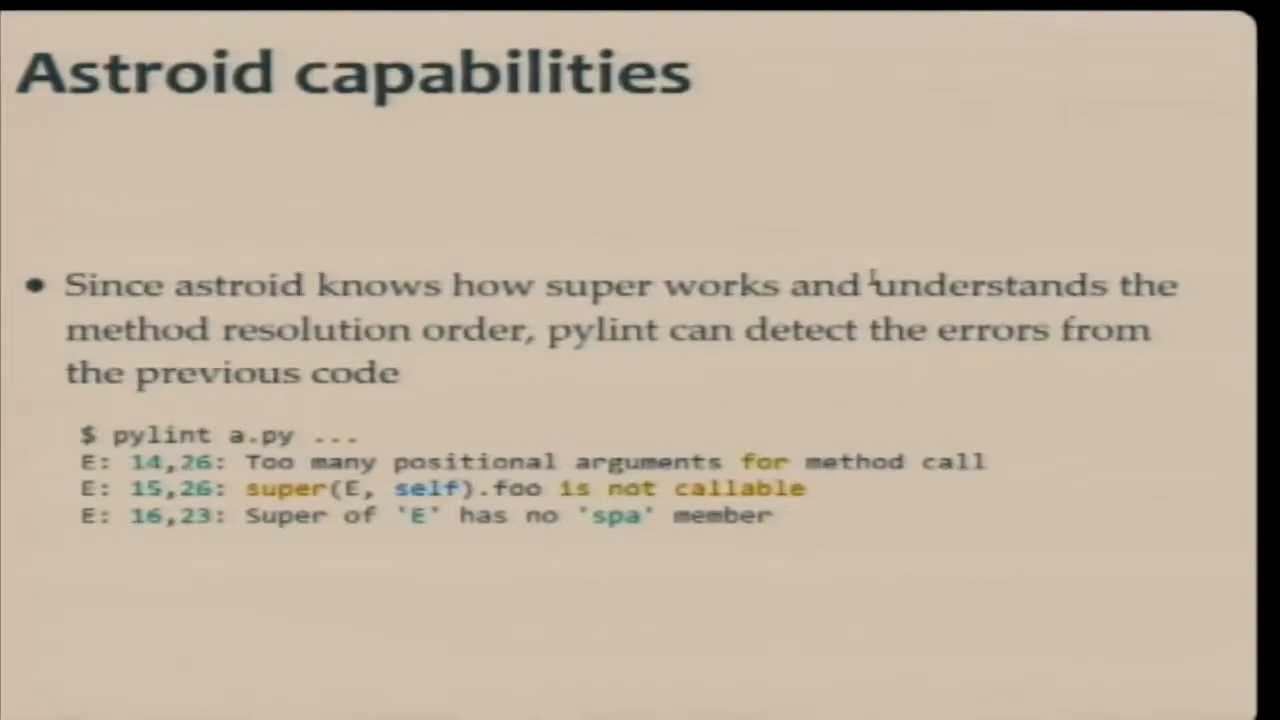 Astroid capabilities
• Since astroid knows how super works and understands the
method resolution order, pylint can detect the errors from
the previous code
$ pylint a.py ...
E: 14,26: Too many positional arguments for method call
E: 15,26: super(E, self).foo is not callable
E: 16,23: Super of 'E' has no 'spa' member